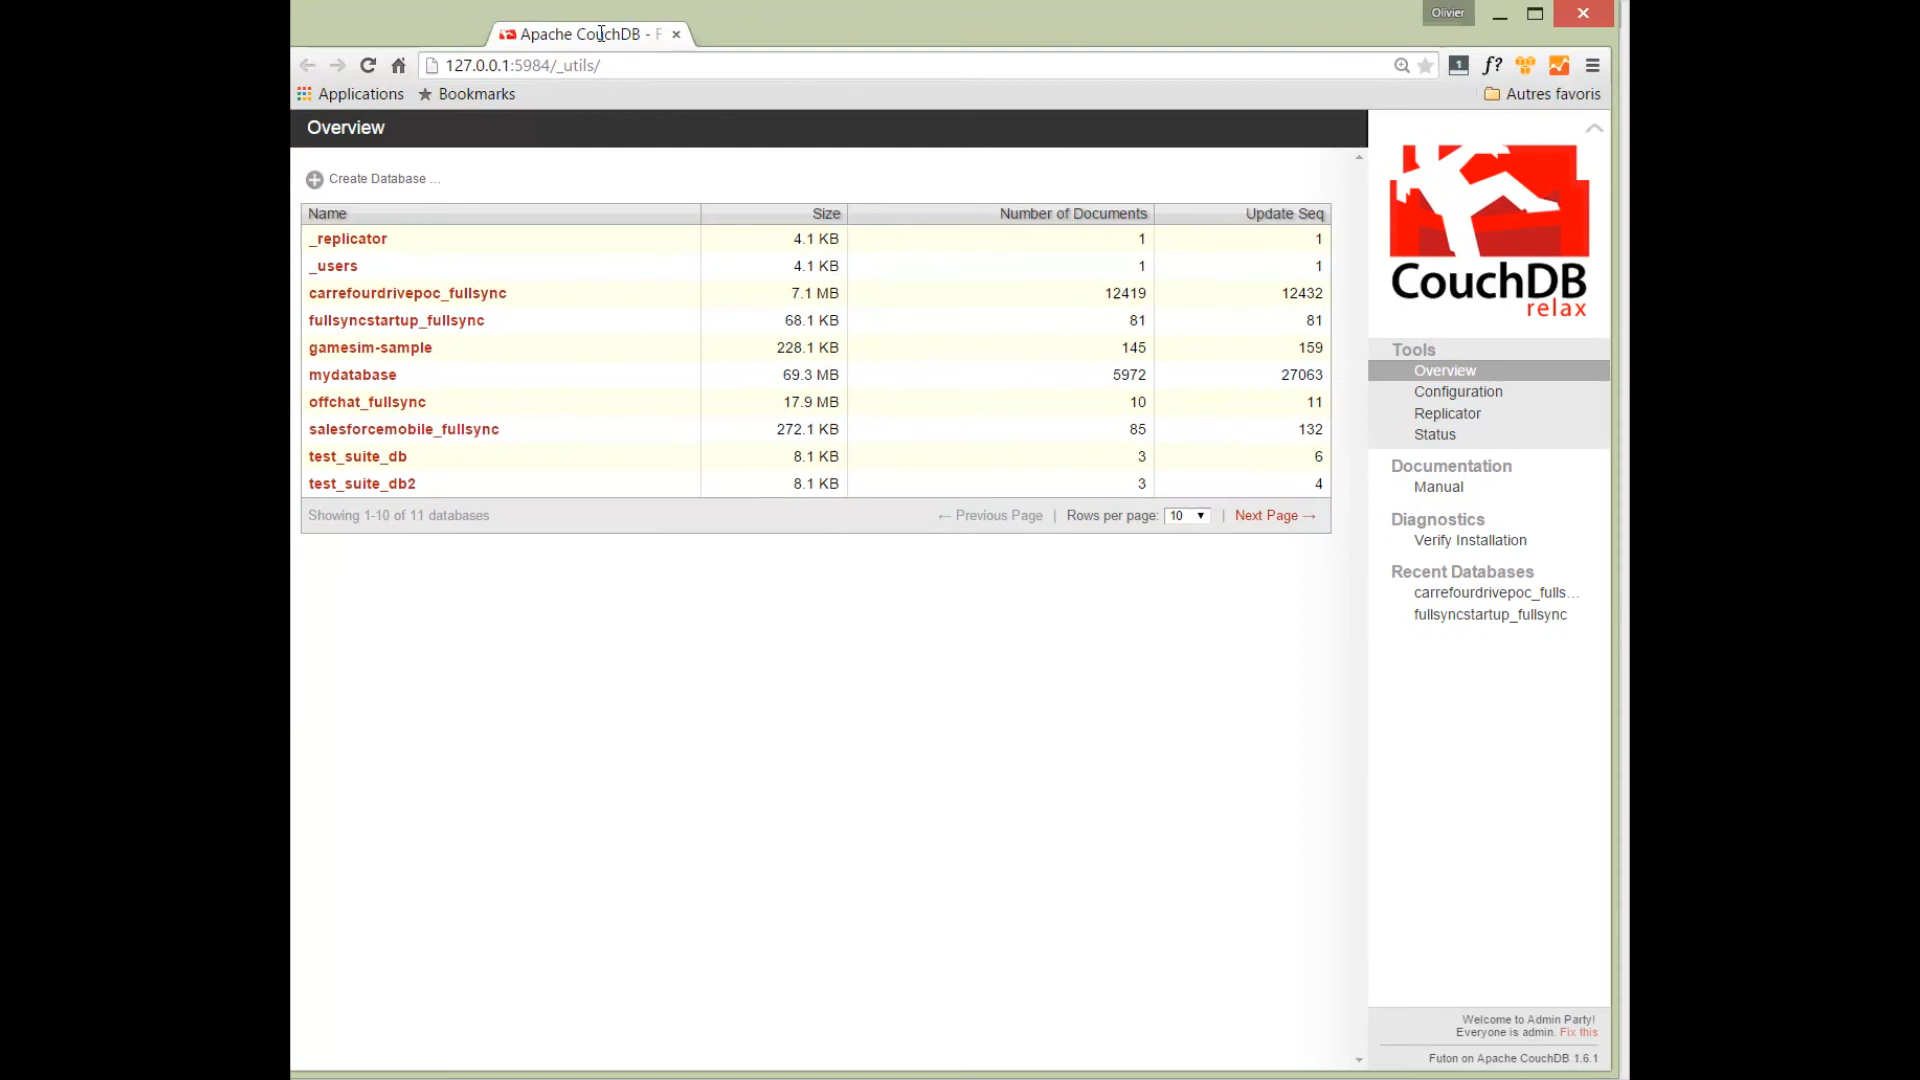 Olivier
Apache CouchDB - F
127.0.0.1:5984/_utils/
1
f?
Applications
Bookmarks
Autres favoris
Overview
Create Database ...
Name Size Number of Documents Update Seq
_replicator 4.1 KB 1 1
_users 4.1 KB 1 1
carrefourdrivepoc_fullsync 7.1 MB 12419 12432
fullsyncstartup_fullsync 68.1 KB 81 81
gamesim-sample 228.1 KB 145 159
mydatabase 69.3 MB 5972 27063
offchat_fullsync 17.9 MB 10 11
salesforcemobile_fullsync 272.1 KB 85 132
test_suite_db 8.1 KB 3 6
test_suite_db2 8.1 KB 3 4
Showing 1-10 of 11 databases ← Previous Page | Rows per page: 10 | Next Page →
CouchDB
relax
Tools
Overview
Configuration
Replicator
Status
Documentation
Manual
Diagnostics
Verify Installation
Recent Databases
carrefourdrivepoc_fulls...
fullsyncstartup_fullsync
Welcome to Admin Party!
Everyone is admin. Fix this
Futon on Apache CouchDB 1.6.1